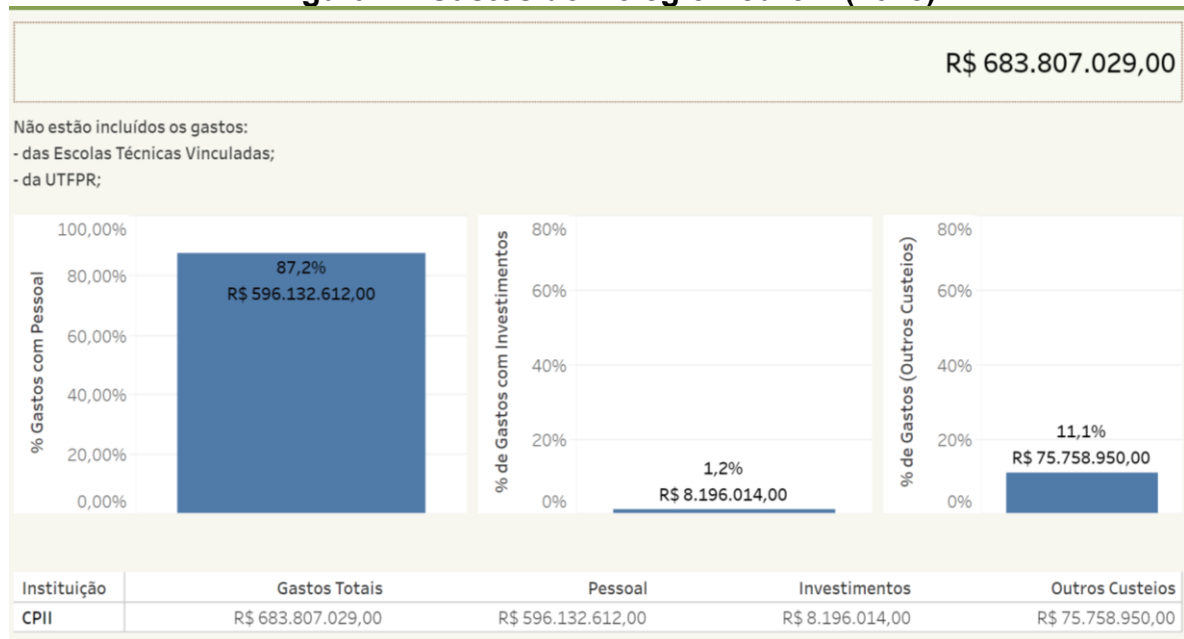 R$ 683.807.029,00
Não estão incluídos os gastos:
- das Escolas Técnicas Vinculadas;
- da UTFPR;
% Gastos com Pessoal
100,00%
80,00%
60,00%
40,00%
20,00%
0,00%
87,2%
R$ 596.132.612,00
% de Gastos com Investimentos
80%
60%
40%
20%
0%
1,2%
R$ 8.196.014,00
% de Gastos (Outros Custeios)
80%
60%
40%
20%
0%
11,1%
R$ 75.758.950,00
Instituição Gastos Totais Pessoal Investimentos Outros Custeios
CPII R$ 683.807.029,00 R$ 596.132.612,00 R$ 8.196.014,00 R$ 75.758.950,00